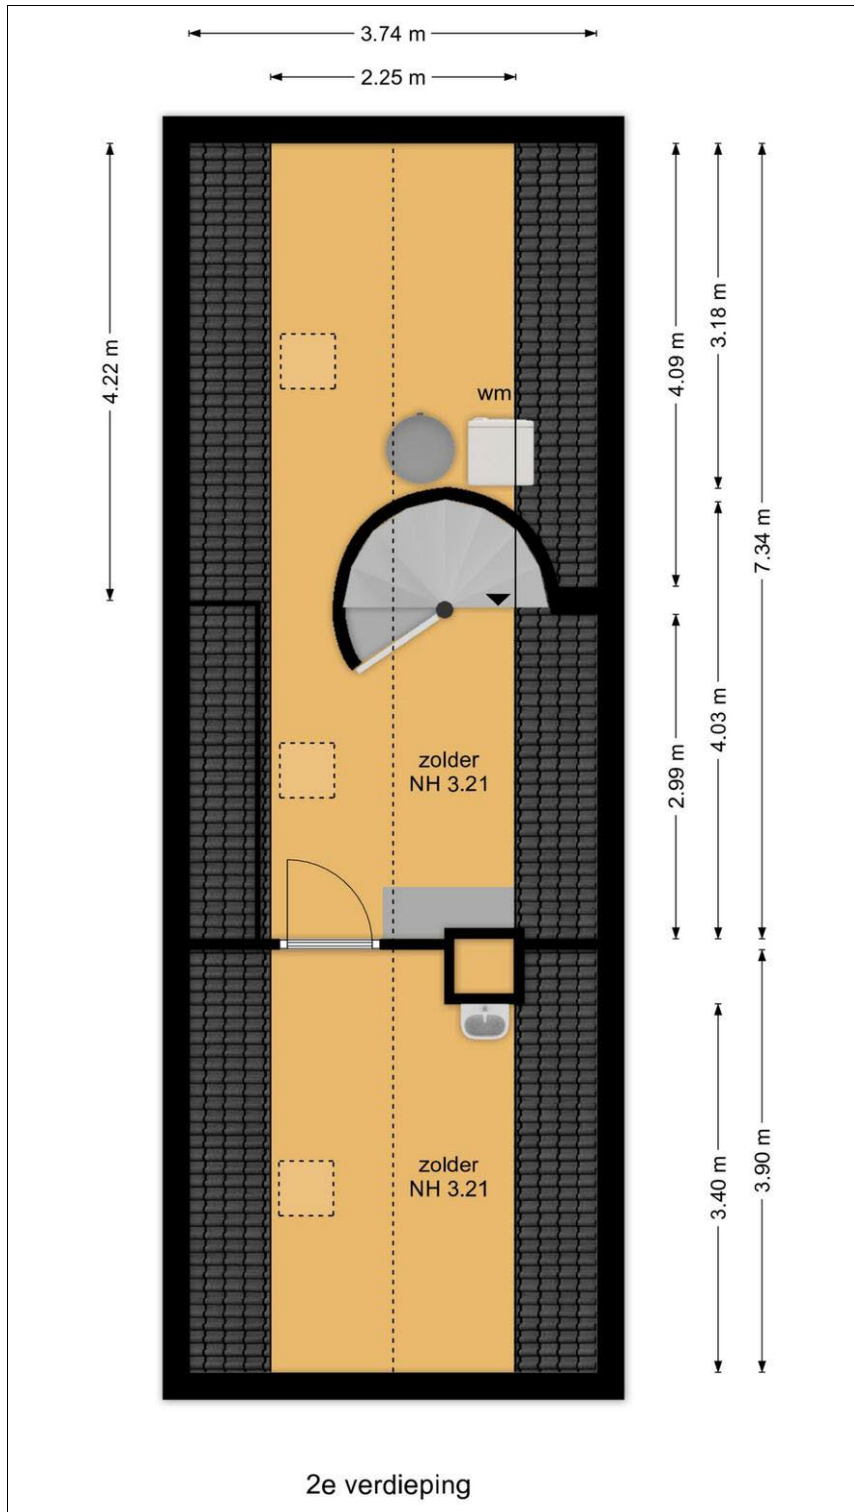 3.74 m
2.25 m
4.22 m
4.09 m
3.18 m
7.34 m
wm
4.03 m
2.99 m
zolder
NH 3.21
zolder
NH 3.21
3.40 m
3.90 m
2e verdieping